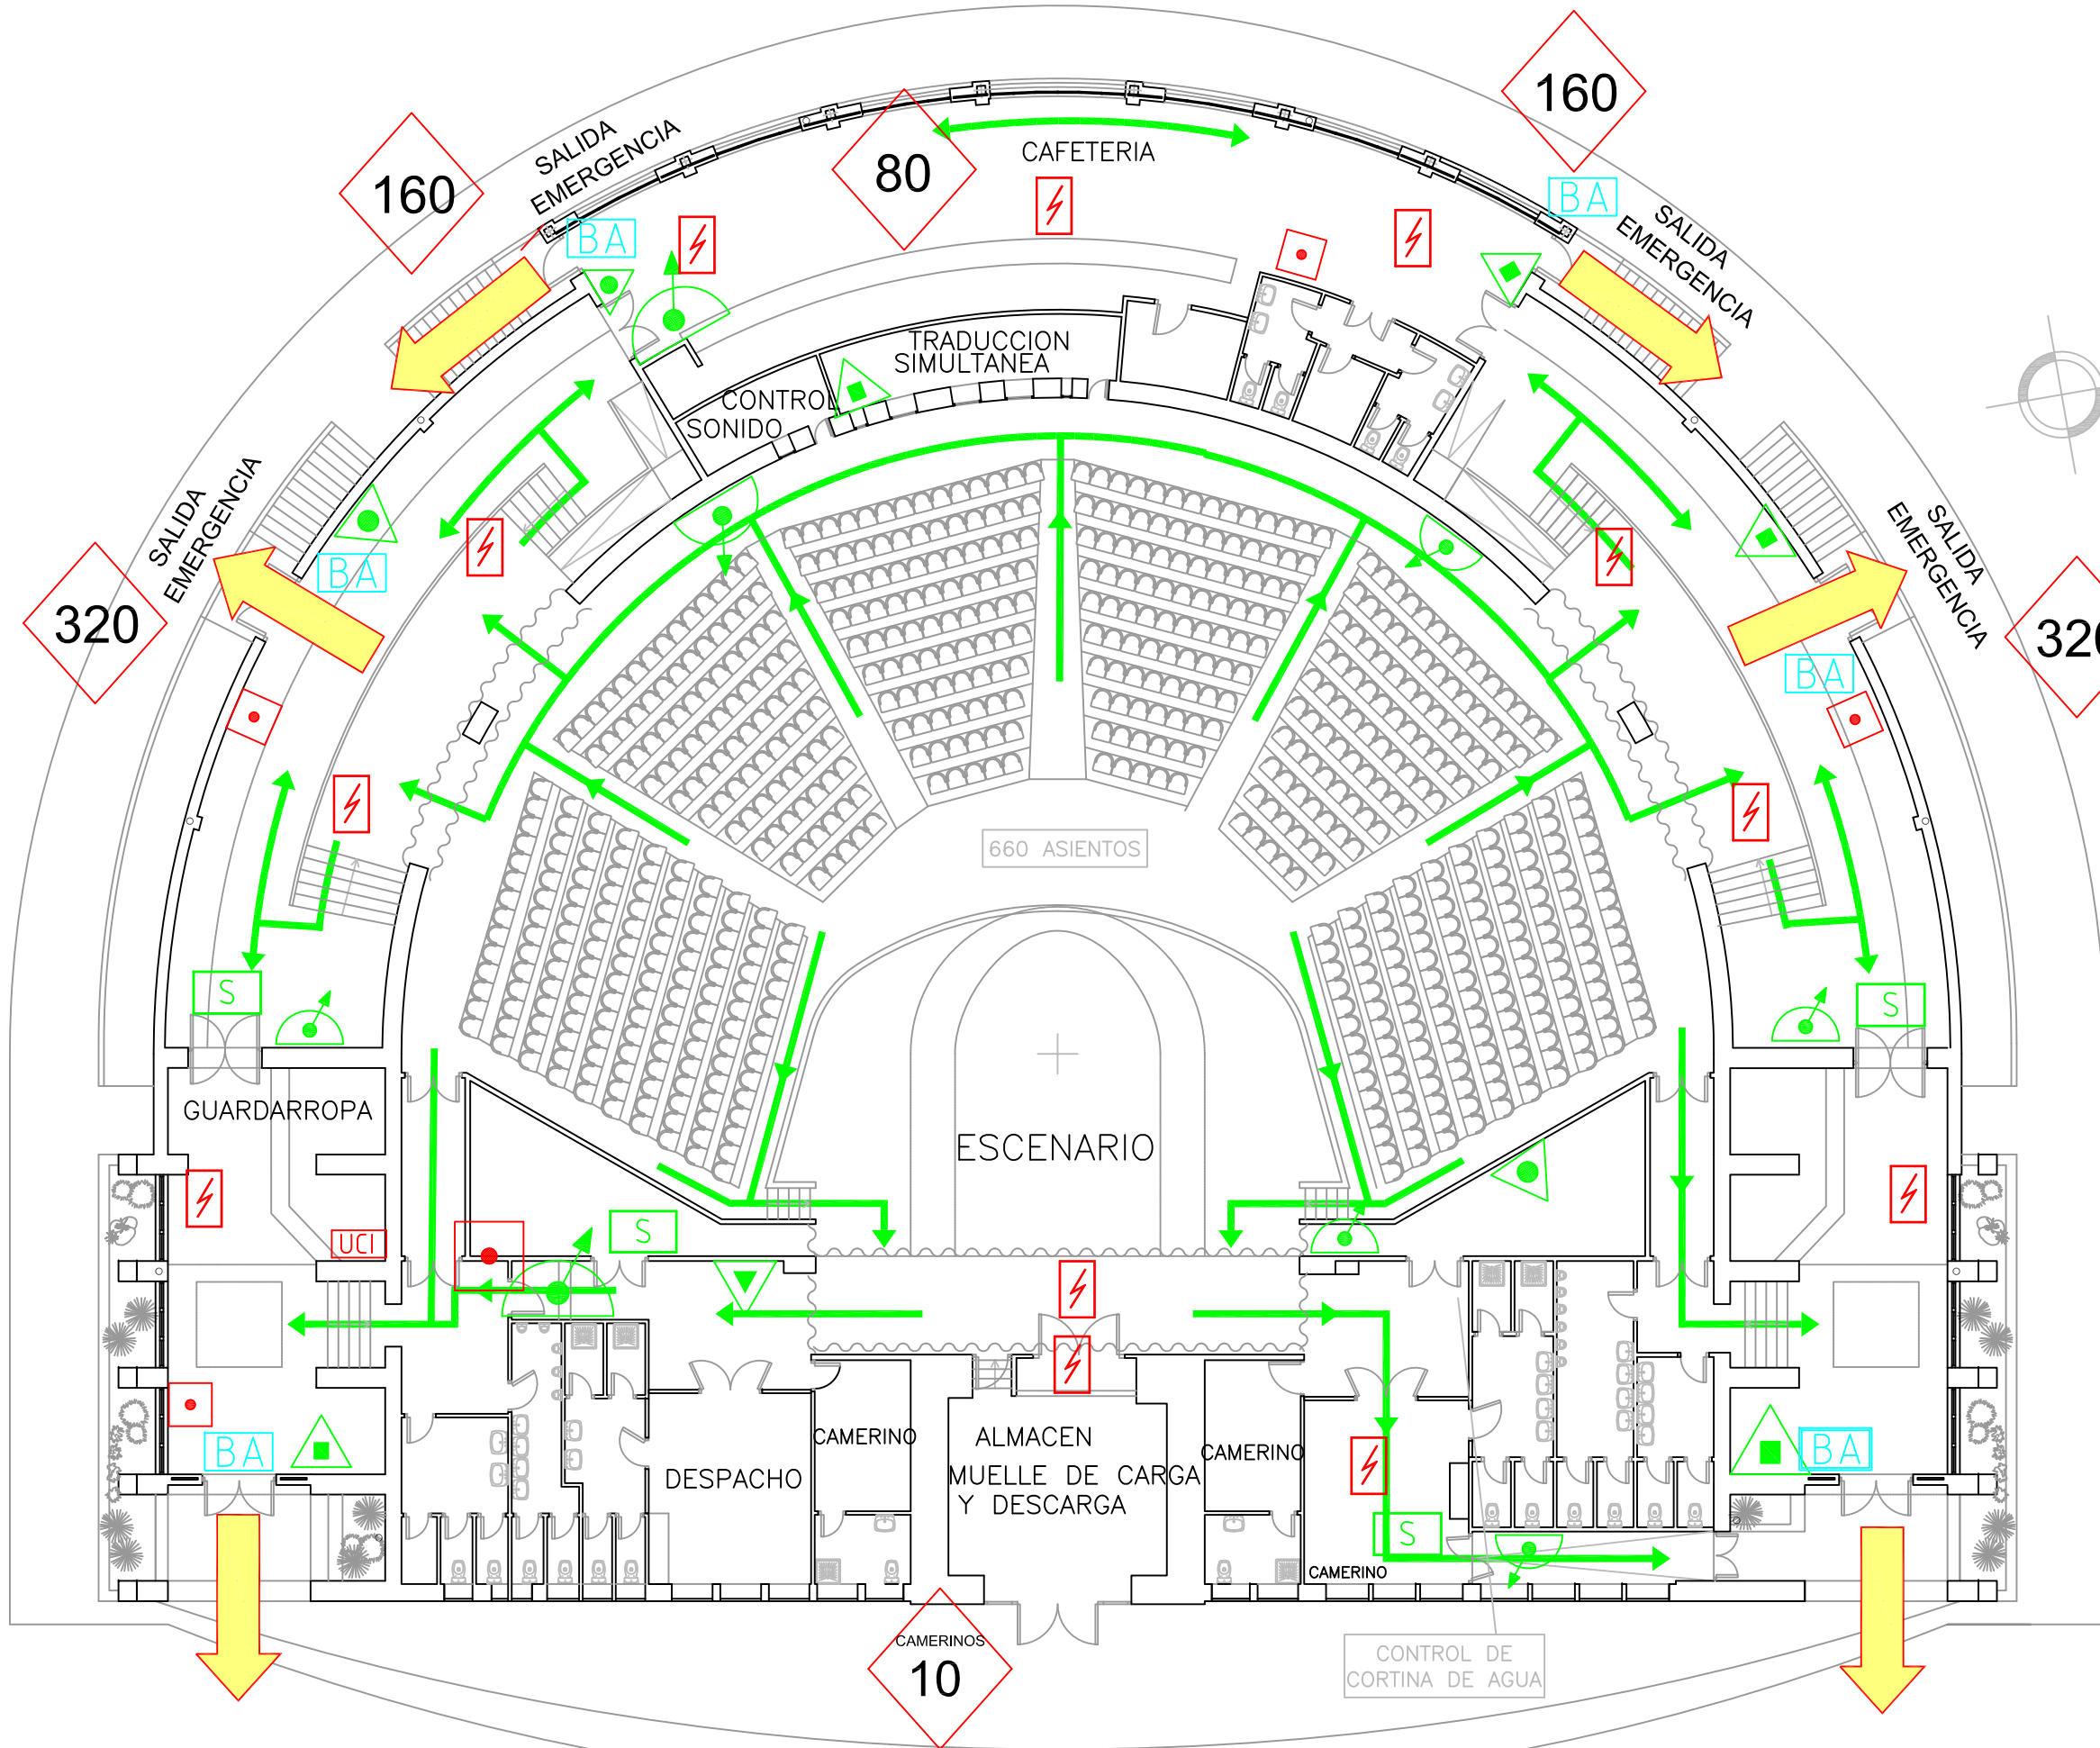 160
160
SALIDA
EMERGENCIA
80
CAFETERIA
BA
BA
SALIDA
EMERGENCIA
TRADUCCION
SIMULTANEA
CONTROL
SONIDO
SALIDA
EMERGENCIA
BA
SALIDA
EMERGENCIA
320
BA
660 ASIENTOS
S
S
GUARDARROPA
ESCENARIO
UCI
S
BA
DESPACHO
CAMERINO
ALMACEN
MUELLE DE CARGA
Y DESCARGA
CAMERINO
BA
S
CAMERINO
CAMERINOS
10
CONTROL DE
CORTINA DE AGUA